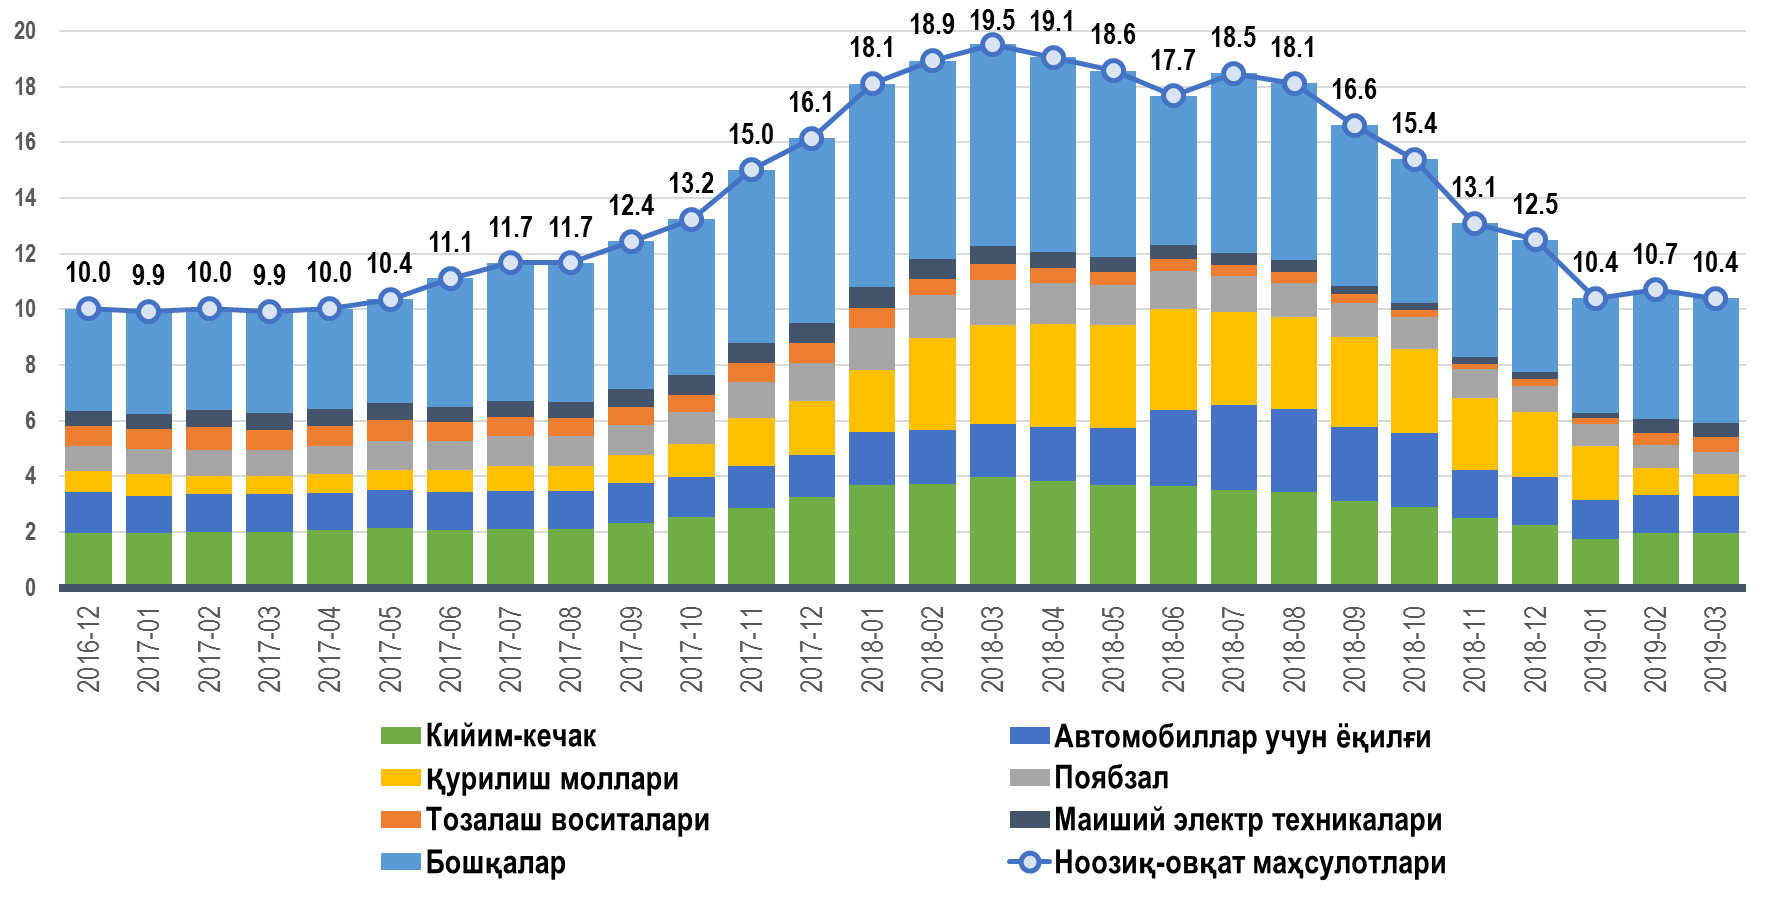 20
18
16
14
12
10
8
6
4
2
0
10.0 9.9 10.0 9.9 10.0 10.4 11.1 11.7 11.7 12.4 13.2 15.0 16.1 18.1 18.9 19.5 19.1 18.6 17.7 18.5 18.1 16.6 15.4 13.1 12.5 10.4 10.7 10.4
2016-12 2017-01 2017-02 2017-03 2017-04 2017-05 2017-06 2017-07 2017-08 2017-09 2017-10 2017-11 2017-12 2018-01 2018-02 2018-03 2018-04 2018-05 2018-06 2018-07 2018-08 2018-09 2018-10 2018-11 2018-12 2019-01 2019-02 2019-03
Кийим-кечак
Автомобиллар учун ёқилғи
Қурилиш моллари
Поябзал
Тозалаш воситалари
Маиший электр техникалари
Бошқалар
Ноозиқ-овқат маҳсулотлари